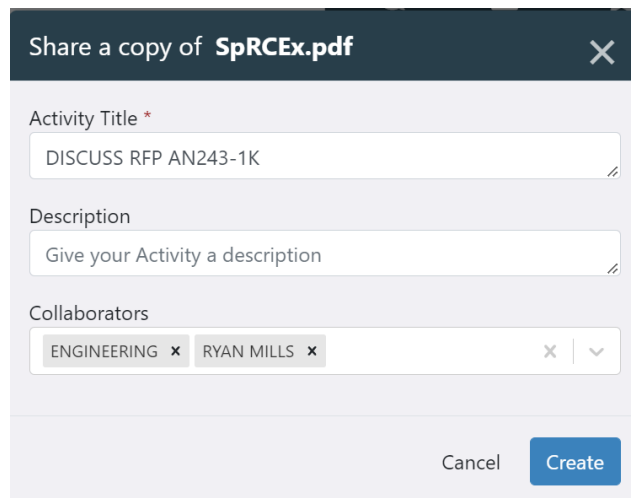 Share a copy of SpRCEx.pdf
Activity Title *
DISCUSS RFP AN243-1K
Description
Give your Activity a description
Collaborators
ENGINEERING × RYAN MILLS ×
Cancel Create